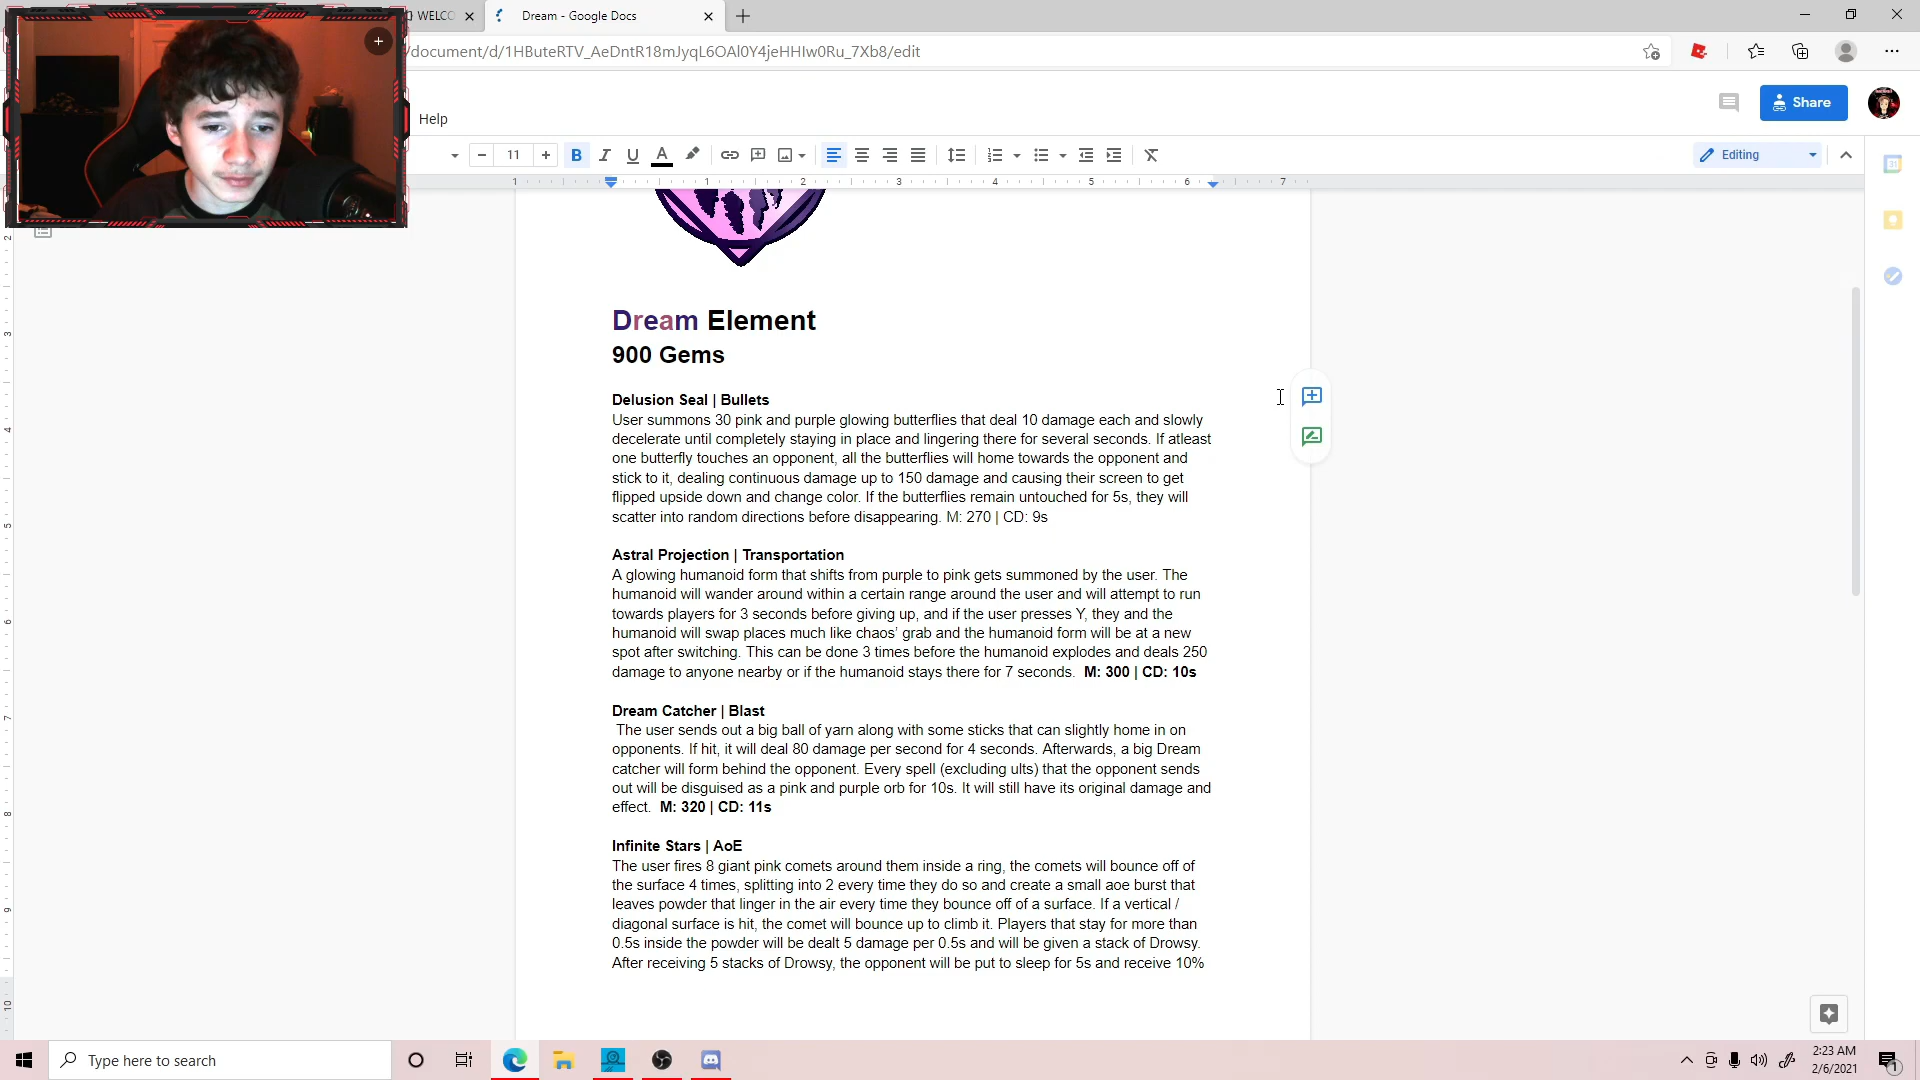 WELCO
Dream - Google Docs
/document/d/1HButeRTV_AeDntR18mJyqL6OAl0Y4jeHHIw0Ru_7Xb8/edit
Help
Share
11
Editing
1 1 2 3 4 5 6 7
31
2
3
4
5
6
7
8
9
10
Dream Element
900 Gems
Delusion Seal | Bullets
User summons 30 pink and purple glowing butterflies that deal 10 damage each and slowly
decelerate until completely staying in place and lingering there for several seconds. If atleast
one butterfly touches an opponent, all the butterflies will home towards the opponent and
stick to it, dealing continuous damage up to 150 damage and causing their screen to get
flipped upside down and change color. If the butterflies remain untouched for 5s, they will
scatter into random directions before disappearing. M: 270 | CD: 9s
Astral Projection | Transportation
A glowing humanoid form that shifts from purple to pink gets summoned by the user. The
humanoid will wander around within a certain range around the user and will attempt to run
towards players for 3 seconds before giving up, and if the user presses Y, they and the
humanoid will swap places much like chaos' grab and the humanoid form will be at a new
spot after switching. This can be done 3 times before the humanoid explodes and deals 250
damage to anyone nearby or if the humanoid stays there for 7 seconds. M: 300 | CD: 10s
Dream Catcher | Blast
The user sends out a big ball of yarn along with some sticks that can slightly home in on
opponents. If hit, it will deal 80 damage per second for 4 seconds. Afterwards, a big Dream
catcher will form behind the opponent. Every spell (excluding ults) that the opponent sends
out will be disguised as a pink and purple orb for 10s. It will still have its original damage and
effect. M: 320 | CD: 11s
Infinite Stars | AoE
The user fires 8 giant pink comets around them inside a ring, the comets will bounce off of
the surface 4 times, splitting into 2 every time they do so and create a small aoe burst that
leaves powder that linger in the air every time they bounce off of a surface. If a vertical /
diagonal surface is hit, the comet will bounce up to climb it. Players that stay for more than
0.5s inside the powder will be dealt 5 damage per 0.5s and will be given a stack of Drowsy.
After receiving 5 stacks of Drowsy, the opponent will be put to sleep for 5s and receive 10%
Type here to search
2:23 AM
2/6/2021
1